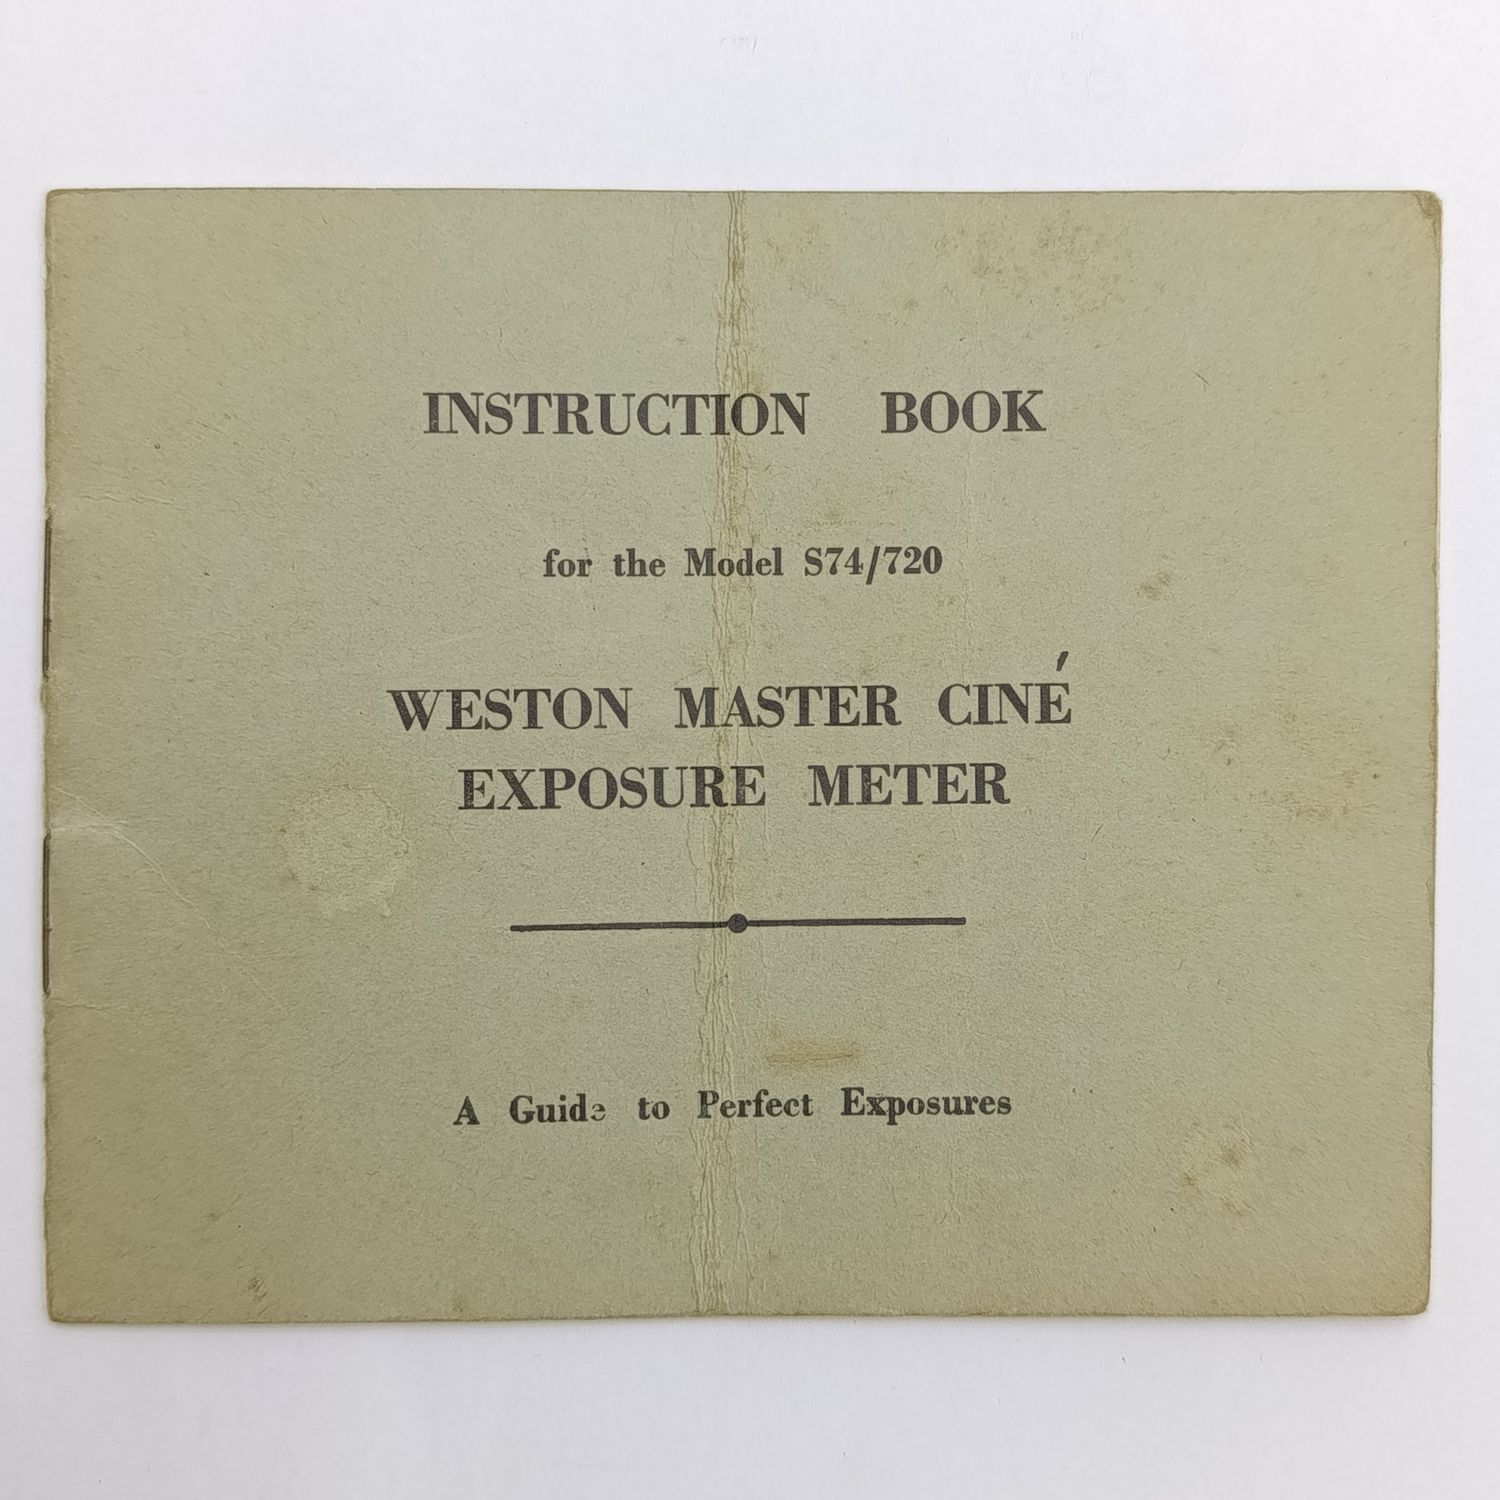 INSTRUCTION BOOK
for the Model S74/720
WESTON MASTER CINÉ
EXPOSURE METER
A Guide to Perfect Exposures